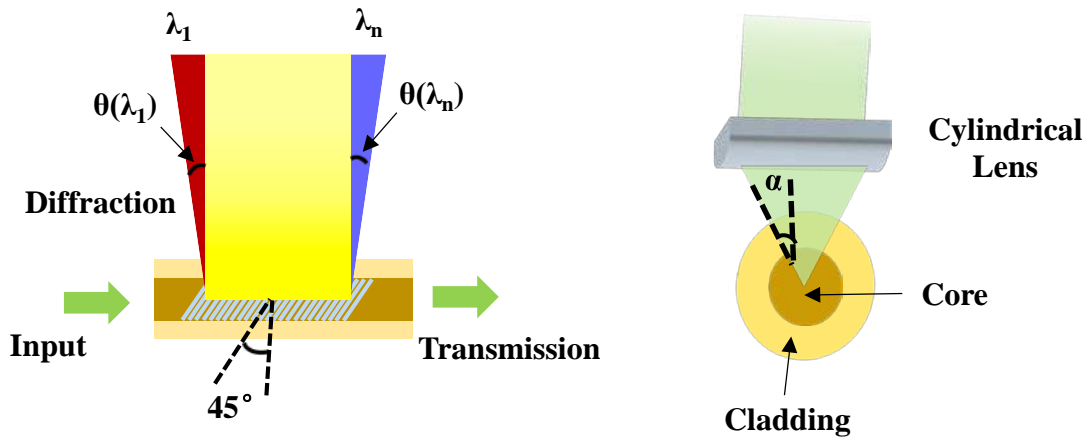 λ1
λn
θ(λ1)
θ(λn)
Diffraction
Input
Transmission
45°
Cylindrical
Lens
α
Core
Cladding